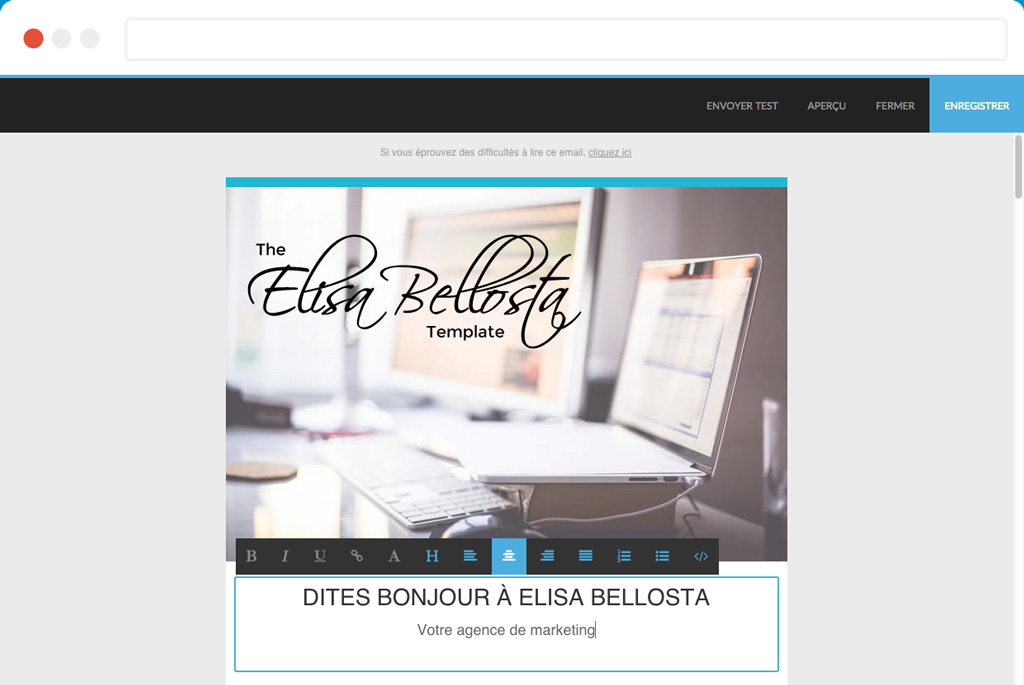 ENVOYER TEST APERÇU FERMER ENREGISTRER
Si vous éprouvez des difficultés à lire ce email, cliquez ici
The
Elisa Bellosta
Template
B I U A H </>
DITES BONJOUR À ELISA BELLOSTA
Votre agence de marketing